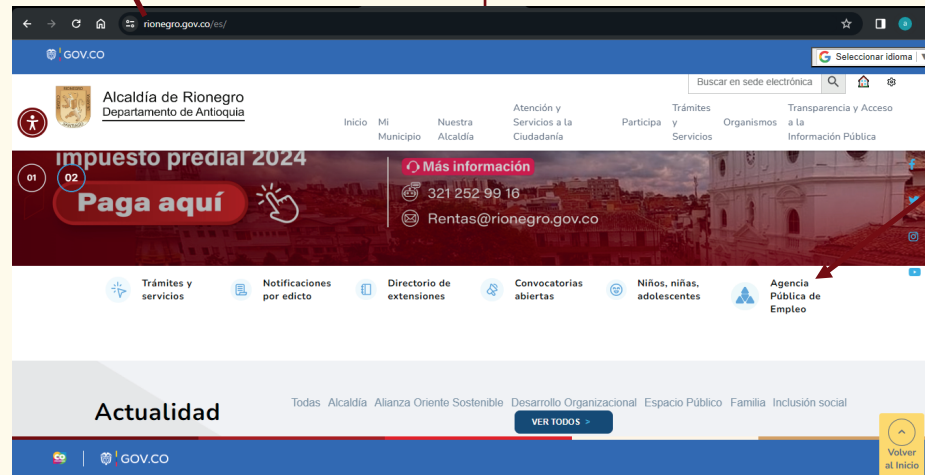 rionegro.gov.co/es/
a
GOV.CO
G Seleccionar idioma
Buscar en sede electrónica
Alcaldía de Rionegro
Departamento de Antioquia
Inicio
Mi
Municipio
Nuestra
Alcaldía
Atención y
Servicios a la
Ciudadanía
Participa
Trámites
y
Servicios
Organismos
Transparencia y Acceso
a la
Información Pública
impuesto predial 2024
Paga aquí
01
02
Más información
321 252 99 16
Rentas@rionegro.gov.co
Trámites y
servicios
Notificaciones
por edicto
Directorio de
extensiones
Convocatorias
abiertas
Niños, niñas,
adolescentes
Agencia
Pública de
Empleo
Actualidad
Todas Alcaldía Alianza Oriente Sostenible Desarrollo Organizacional Espacio Público Familia Inclusión social
VER TODOS >
GOV.CO
Volver
al Inicio